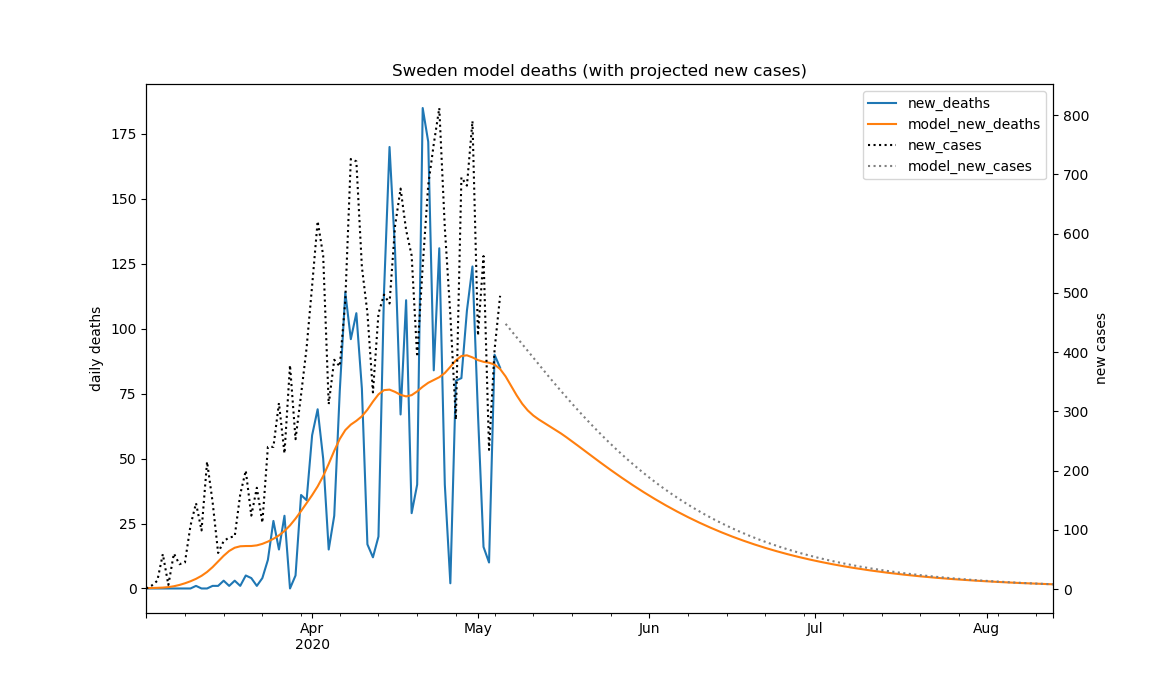 Sweden model deaths (with projected new cases)
new_deaths
model_new_deaths
new_cases
model_new_cases
daily deaths
175
150
125
100
75
50
25
0
new cases
800
700
600
500
400
300
200
100
0
Apr
2020
May
Jun
Jul
Aug